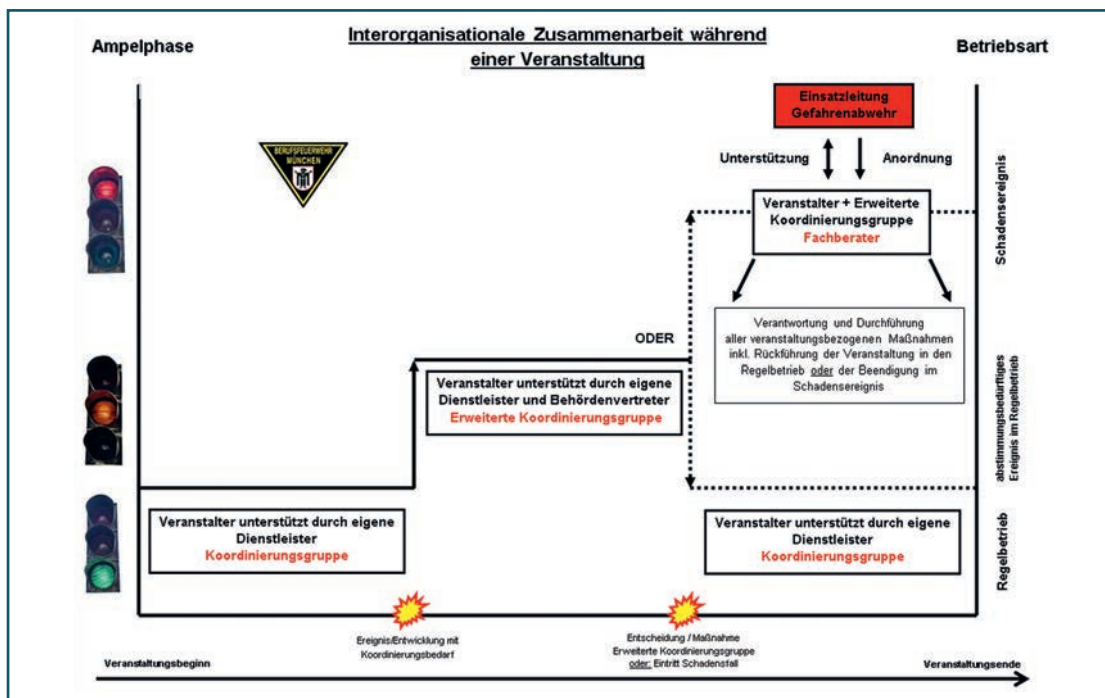 Ampelphase
Interorganisationale Zusammenarbeit während
einer Veranstaltung
Betriebsart
Einsatzleitung
Gefahrenabwehr
BERUFSFEUERWEHR
MÜNCHEN
Unterstützung
Anordnung
Veranstalter + Erweiterte
Koordinierungsgruppe
Fachberater
Schadensereignis
Verantwortung und Durchführung
aller veranstaltungsbezogenen Maßnahmen
inkl. Rückführung der Veranstaltung in den
Regelbetrieb oder der Beendigung im
Schadensereignis
ODER
Veranstalter unterstützt durch eigene
Dienstleister und Behördenvertreter
Erweiterte Koordinierungsgruppe
abstimmungsbedürftiges
Ereignis im Regelbetrieb
Veranstalter unterstützt durch eigene
Dienstleister
Koordinierungsgruppe
Veranstalter unterstützt durch eigene
Dienstleister
Koordinierungsgruppe
Regelbetrieb
Ereignis/Entwicklung mit
Koordinierungsbedarf
Entscheidung / Maßnahme
Erweiterte Koordinierungsgruppe
oder: Eintritt Schadensfall
Veranstaltungsbeginn
Veranstaltungsende